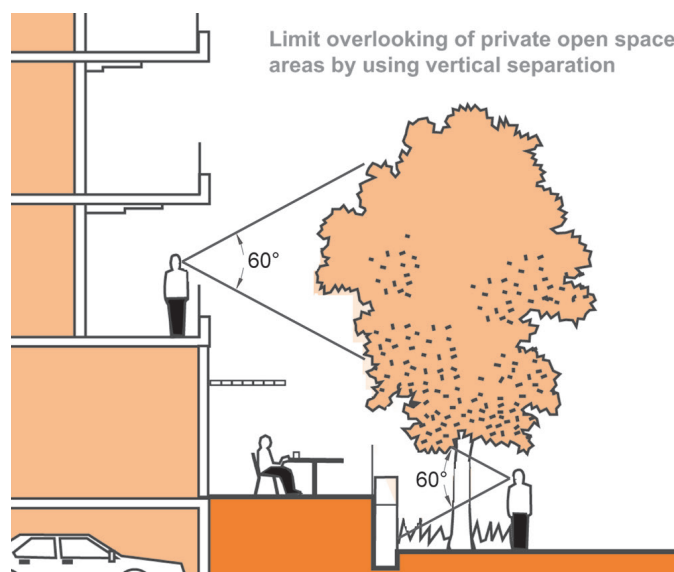 Limit overlooking of private open space
areas by using vertical separation
60°
60°